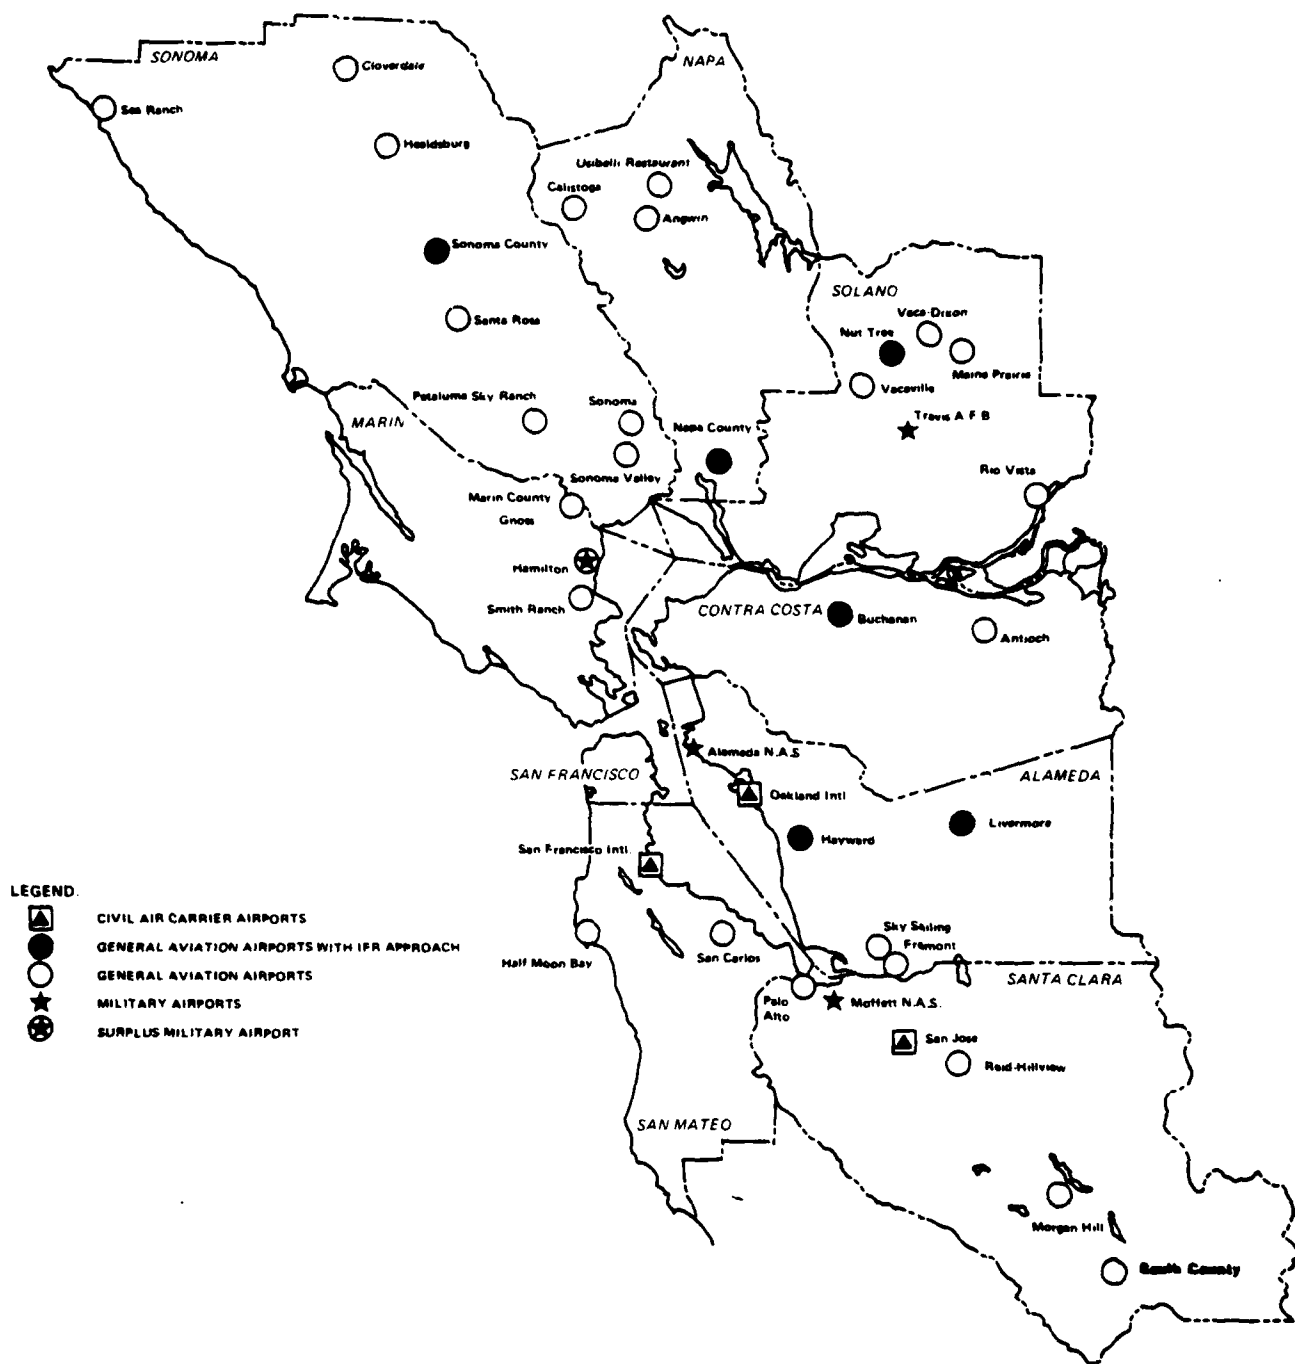 SONOMA
Cloverdale
NAPA
Sea Ranch
Healdsburg
Usibelli Restaurant
Calistoga
Angwin
Sonoma County
SOLANO
Vaca-Dixon
Santa Rosa
Nut Tree
Maine Prairie
Vacaville
Petaluma Sky Ranch
Sonoma
MARIN
Travis A F B
Napa County
Rio Vista
Sonoma Valley
Marin County
Gnoss
Hamilton
Smith Ranch
CONTRA COSTA
Buchanan
Antioch
Alameda N.A.S
SAN FRANCISCO
ALAMEDA
Oakland Intl
Livermore
Hayward
San Francisco Intl.
LEGEND.
CIVIL AIR CARRIER AIRPORTS
GENERAL AVIATION AIRPORTS WITH IFR APPROACH
GENERAL AVIATION AIRPORTS
MILITARY AIRPORTS
SURPLUS MILITARY AIRPORT
Sky Sailing
Fremont
Half Moon Bay
San Carlos
SANTA CLARA
Palo
Alto
Moffett N.A.S.
San Jose
Reid-Hillview
SAN MATEO
Morgan Hill
South County